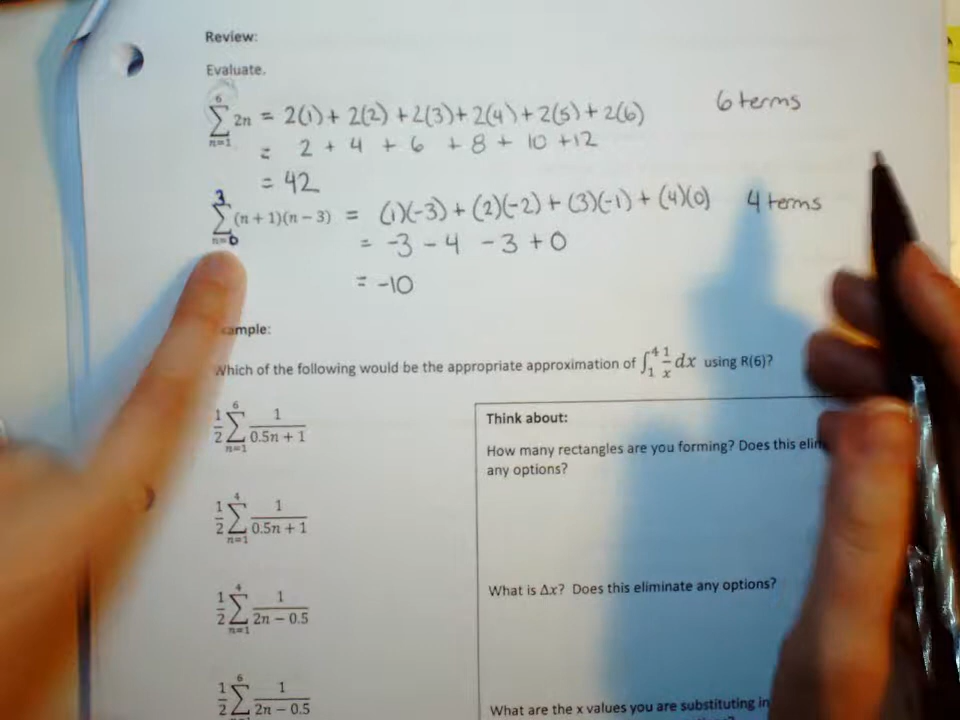 Review:
Evaluate.
6
∑ 2n = 2(1) + 2(2) + 2(3) + 2(4) + 2(5) + 2(6) 6 terms
n=1
= 2 + 4 + 6 + 8 + 10 + 12
= 42
3
∑ (n + 1)(n − 3) = (1)(-3) + (2)(-2) + (3)(-1) + (4)(0) 4 terms
n=0
= -3 - 4 - 3 + 0
= -10
Which of the following would be the appropriate approximation of ∫₁⁴ 1/x dx using R(6)?
1/2 ∑ₙ₌₁⁶ 1/(0.5n + 1)
1/2 ∑ₙ₌₁⁴ 1/(0.5n + 1)
1/2 ∑ₙ₌₁⁴ 1/(2n − 0.5)
1/2 ∑⁶ 1/(2n − 0.5)
Think about:
How many rectangles are you forming? Does this
any options?
What is Δx? Does this eliminate any options?
What are the x values you are substituting in